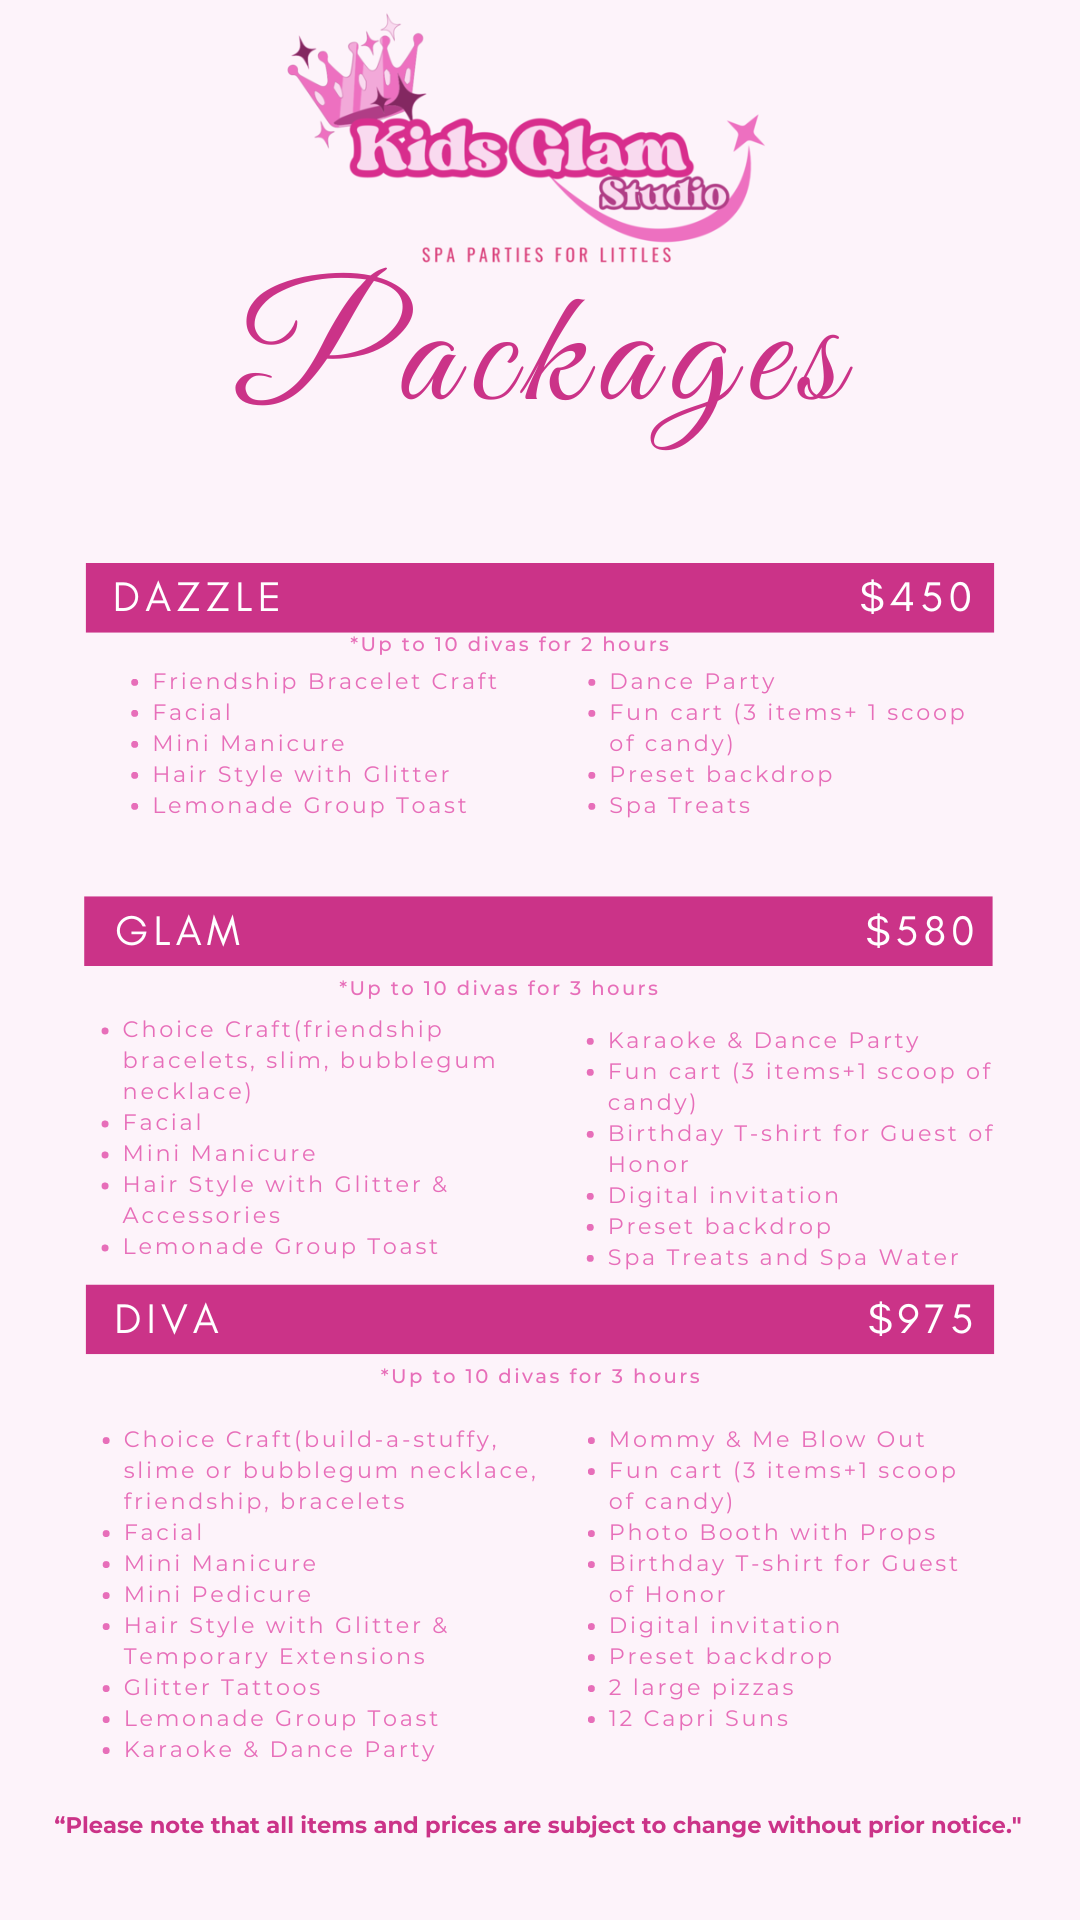 Kids Glam
Studio
SPA PARTIES FOR LITTLES
Packages
DAZZLE $450
*Up to 10 divas for 2 hours
• Friendship Bracelet Craft
• Facial
• Mini Manicure
• Hair Style with Glitter
• Lemonade Group Toast
• Dance Party
• Fun cart (3 items+ 1 scoop
of candy)
• Preset backdrop
• Spa Treats
GLAM $580
*Up to 10 divas for 3 hours
• Choice Craft(friendship
bracelets, slim, bubblegum
necklace)
• Facial
• Mini Manicure
• Hair Style with Glitter &
Accessories
• Lemonade Group Toast
• Karaoke & Dance Party
• Fun cart (3 items+1 scoop of
candy)
• Birthday T-shirt for Guest of
Honor
• Digital invitation
• Preset backdrop
• Spa Treats and Spa Water
DIVA $975
*Up to 10 divas for 3 hours
• Choice Craft(build-a-stuffy,
slime or bubblegum necklace,
friendship, bracelets
• Facial
• Mini Manicure
• Mini Pedicure
• Hair Style with Glitter &
Temporary Extensions
• Glitter Tattoos
• Lemonade Group Toast
• Karaoke & Dance Party
• Mommy & Me Blow Out
• Fun cart (3 items+1 scoop
of candy)
• Photo Booth with Props
• Birthday T-shirt for Guest
of Honor
• Digital invitation
• Preset backdrop
• 2 large pizzas
• 12 Capri Suns
“Please note that all items and prices are subject to change without prior notice."